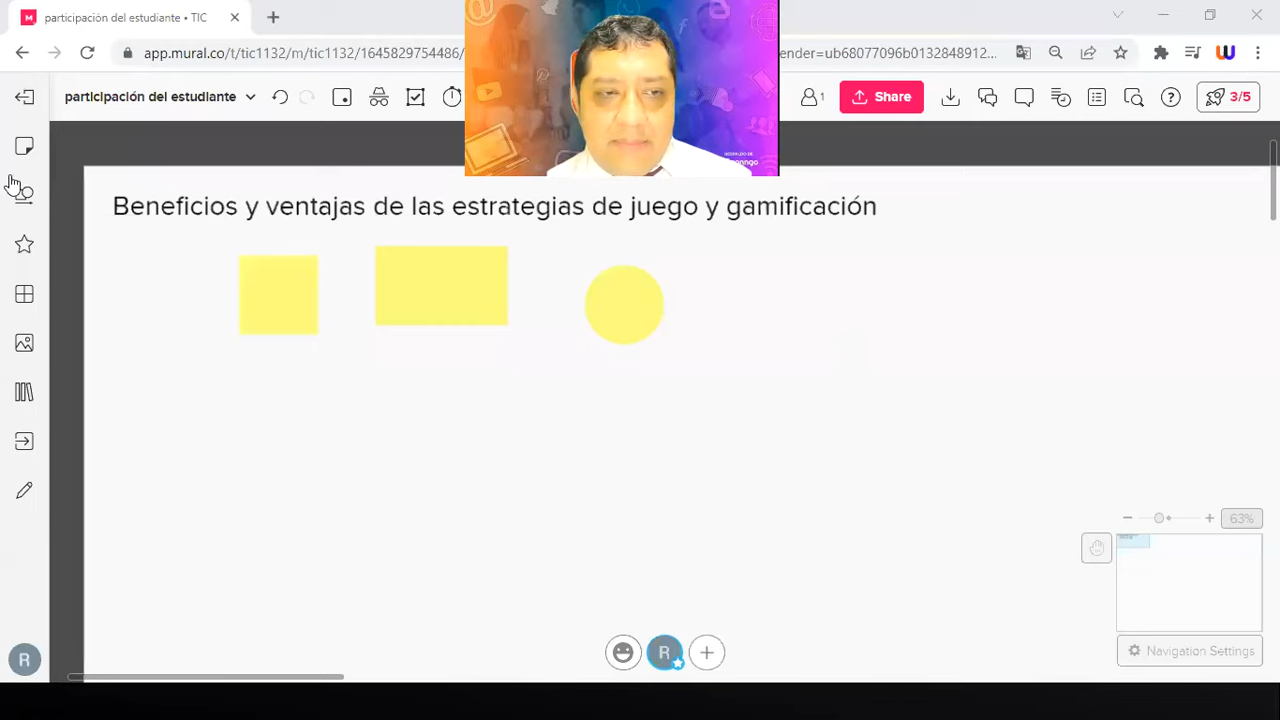 participación del estudiante • TIC
app.mural.co/t/tic1132/m/tic1132/1645829754486/
ender=ub68077096b0132848912...
participación del estudiante
1
Share
3/5
Beneficios y ventajas de las estrategias de juego y gamificación
63%
R
R
Navigation Settings